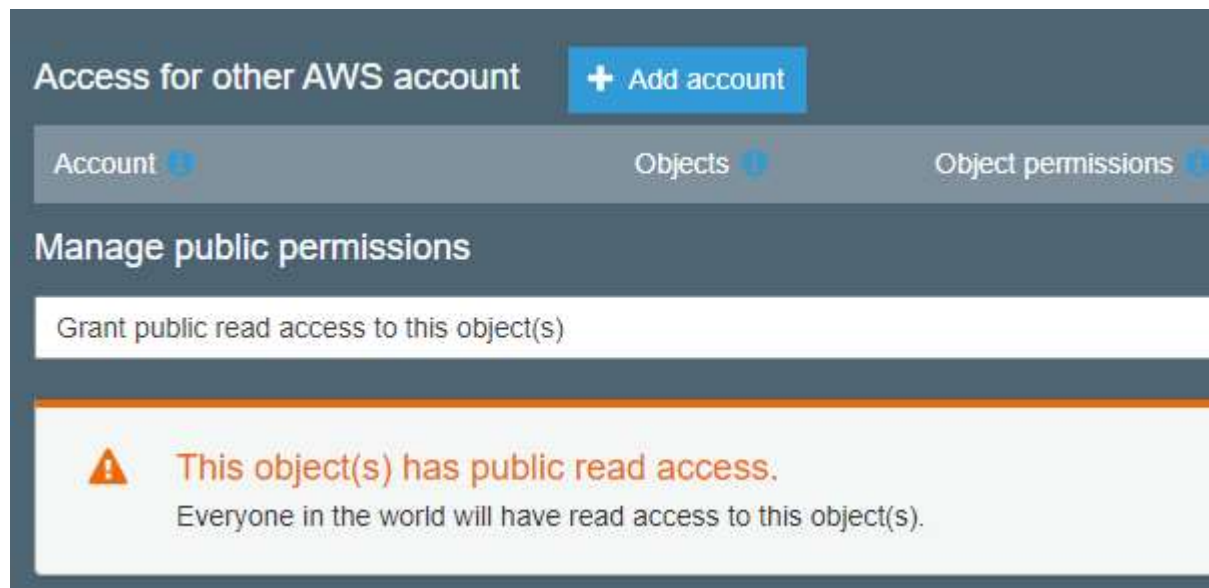 Access for other AWS account
+ Add account
Account Objects Object permissions
Manage public permissions
Grant public read access to this object(s)
This object(s) has public read access.
Everyone in the world will have read access to this object(s).